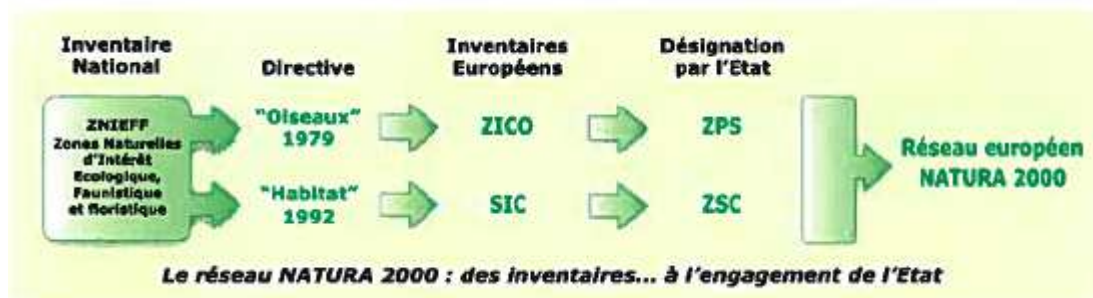 Inventaire
National
Directive
Inventaires
Européens
Désignation
par l'Etat
ZNIEFF
Zones Naturelles
d'Intérêt
Ecologique,
Faunistique
et floristique
"Oiseaux"
1979
ZICO
ZPS
"Habitat"
1992
SIC
ZSC
Réseau européen
NATURA 2000
Le réseau NATURA 2000 : des inventaires... à l'engagement de l'Etat